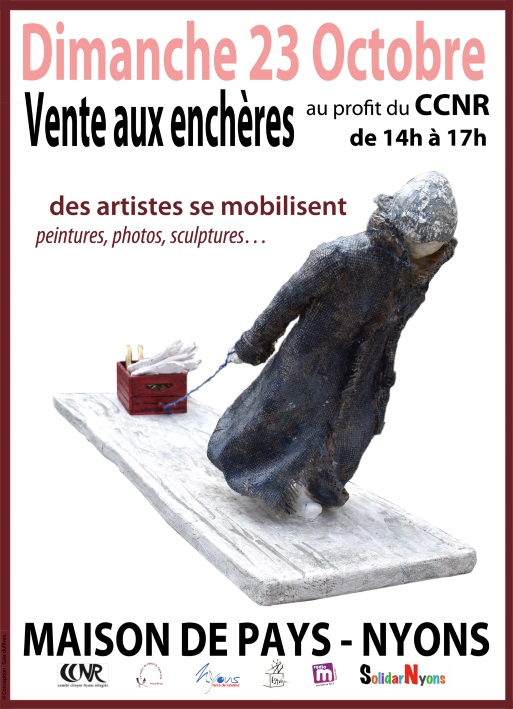 Dimanche 23 Octobre
Vente aux enchères au profit du CCNR
de 14h à 17h
des artistes se mobilisent
peintures, photos, sculptures...
MAISON DE PAYS - NYONS
CCNR
comité citoyen Nyons réfugiés
Nyons
radio
m
SolidarNyons